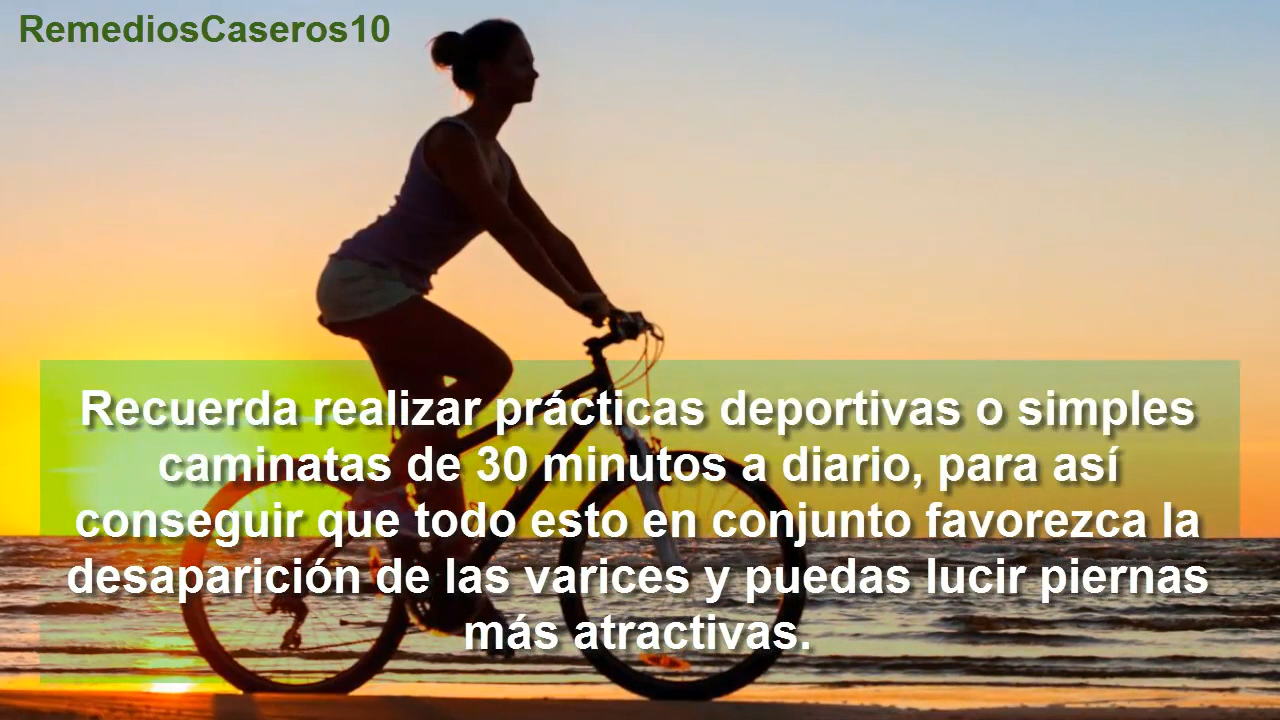 RemediosCaseros10
Recuerda realizar prácticas deportivas o simples
caminatas de 30 minutos a diario, para así
conseguir que todo esto en conjunto favorezca la
desaparición de las varices y puedas lucir piernas
más atractivas.